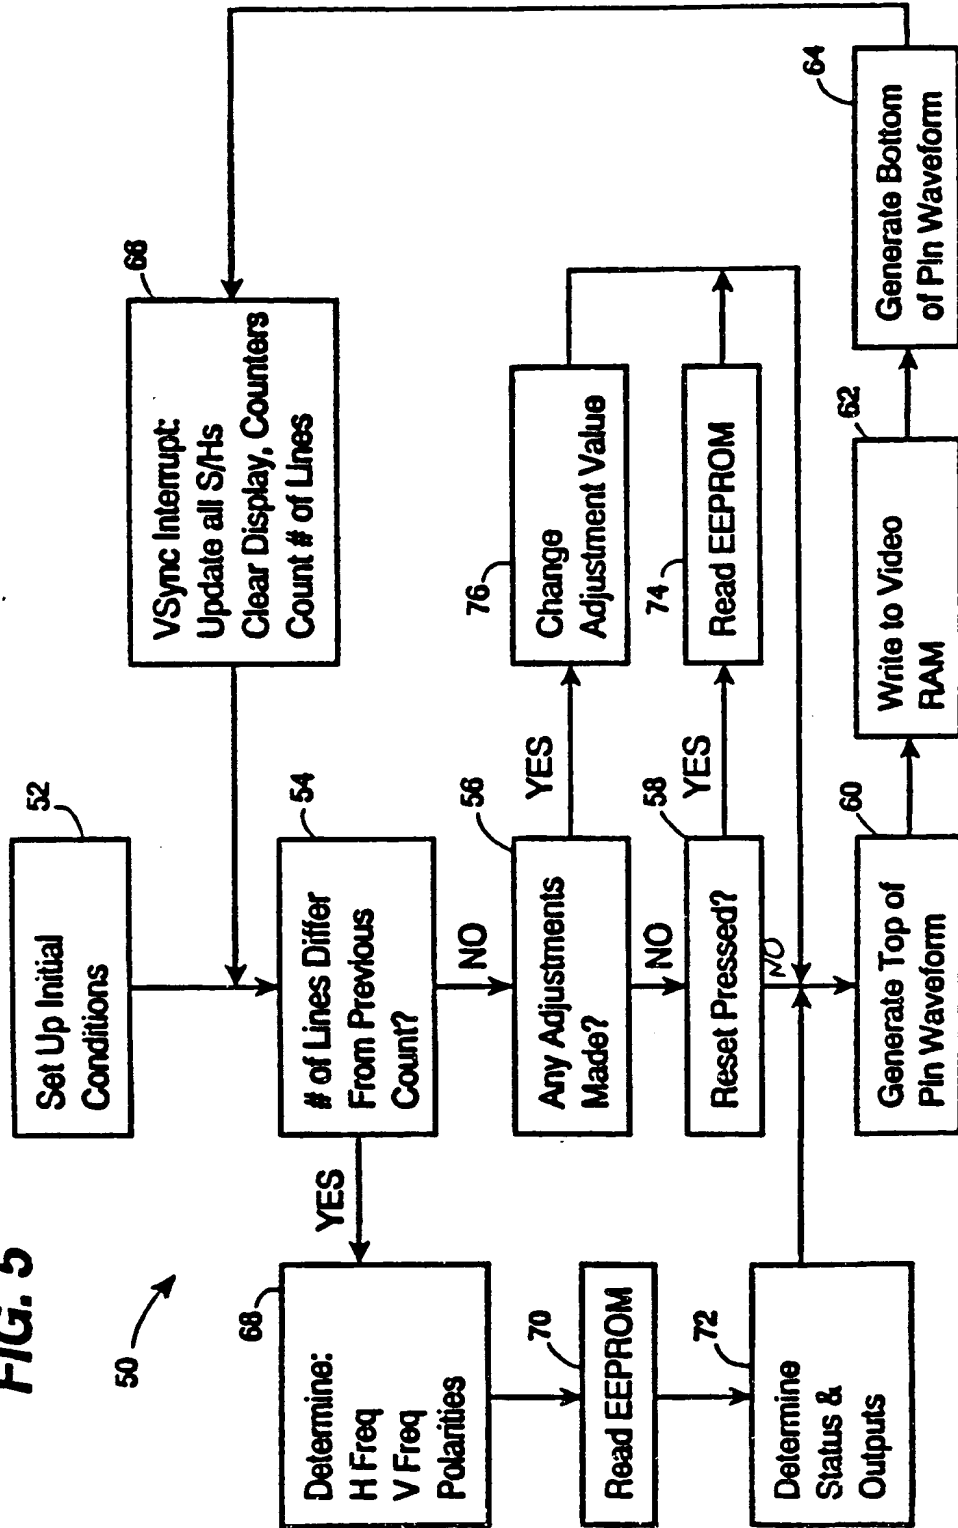 FIG. 5
50
52
Set Up Initial
Conditions
66
VSync Interrupt:
Update all S/Hs
Clear Display, Counters
Count # of Lines
54
# of Lines Differ
From Previous
Count?
YES
NO
68
Determine:
H Freq
V Freq
Polarities
56
Any Adjustments
Made?
YES
NO
76
Change
Adjustment Value
70
Read EEPROM
58
Reset Pressed?
YES
NO
74
Read EEPROM
72
Determine
Status &
Outputs
60
Generate Top of
Pin Waveform
62
Write to Video
RAM
64
Generate Bottom
of Pin Waveform